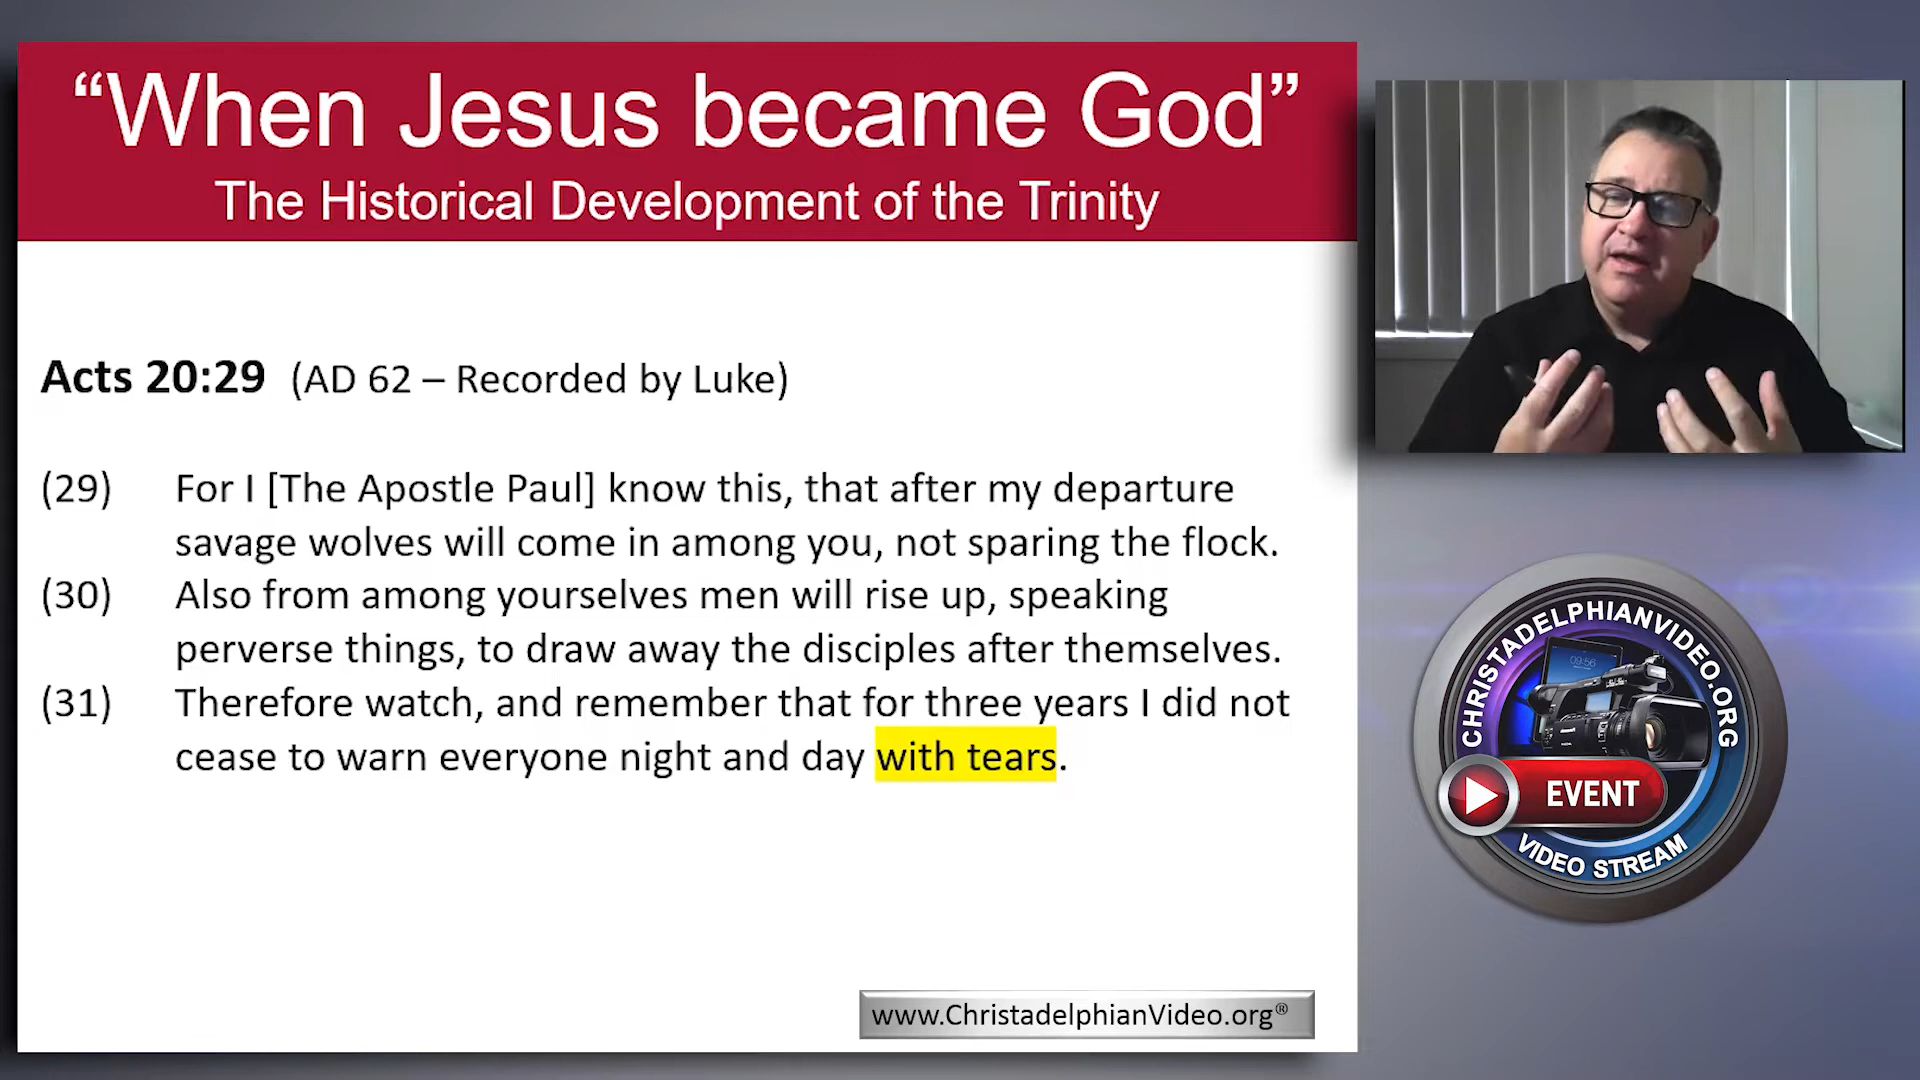 “When Jesus became God”
The Historical Development of the Trinity
Acts 20:29 (AD 62 – Recorded by Luke)
(29) For I [The Apostle Paul] know this, that after my departure
savage wolves will come in among you, not sparing the flock.
(30) Also from among yourselves men will rise up, speaking
perverse things, to draw away the disciples after themselves.
(31) Therefore watch, and remember that for three years I did not
cease to warn everyone night and day with tears.
www.ChristadelphianVideo.org®
CHRISTADELPHIANVIDEO.ORG
09:56
EVENT
VIDEO STREAM